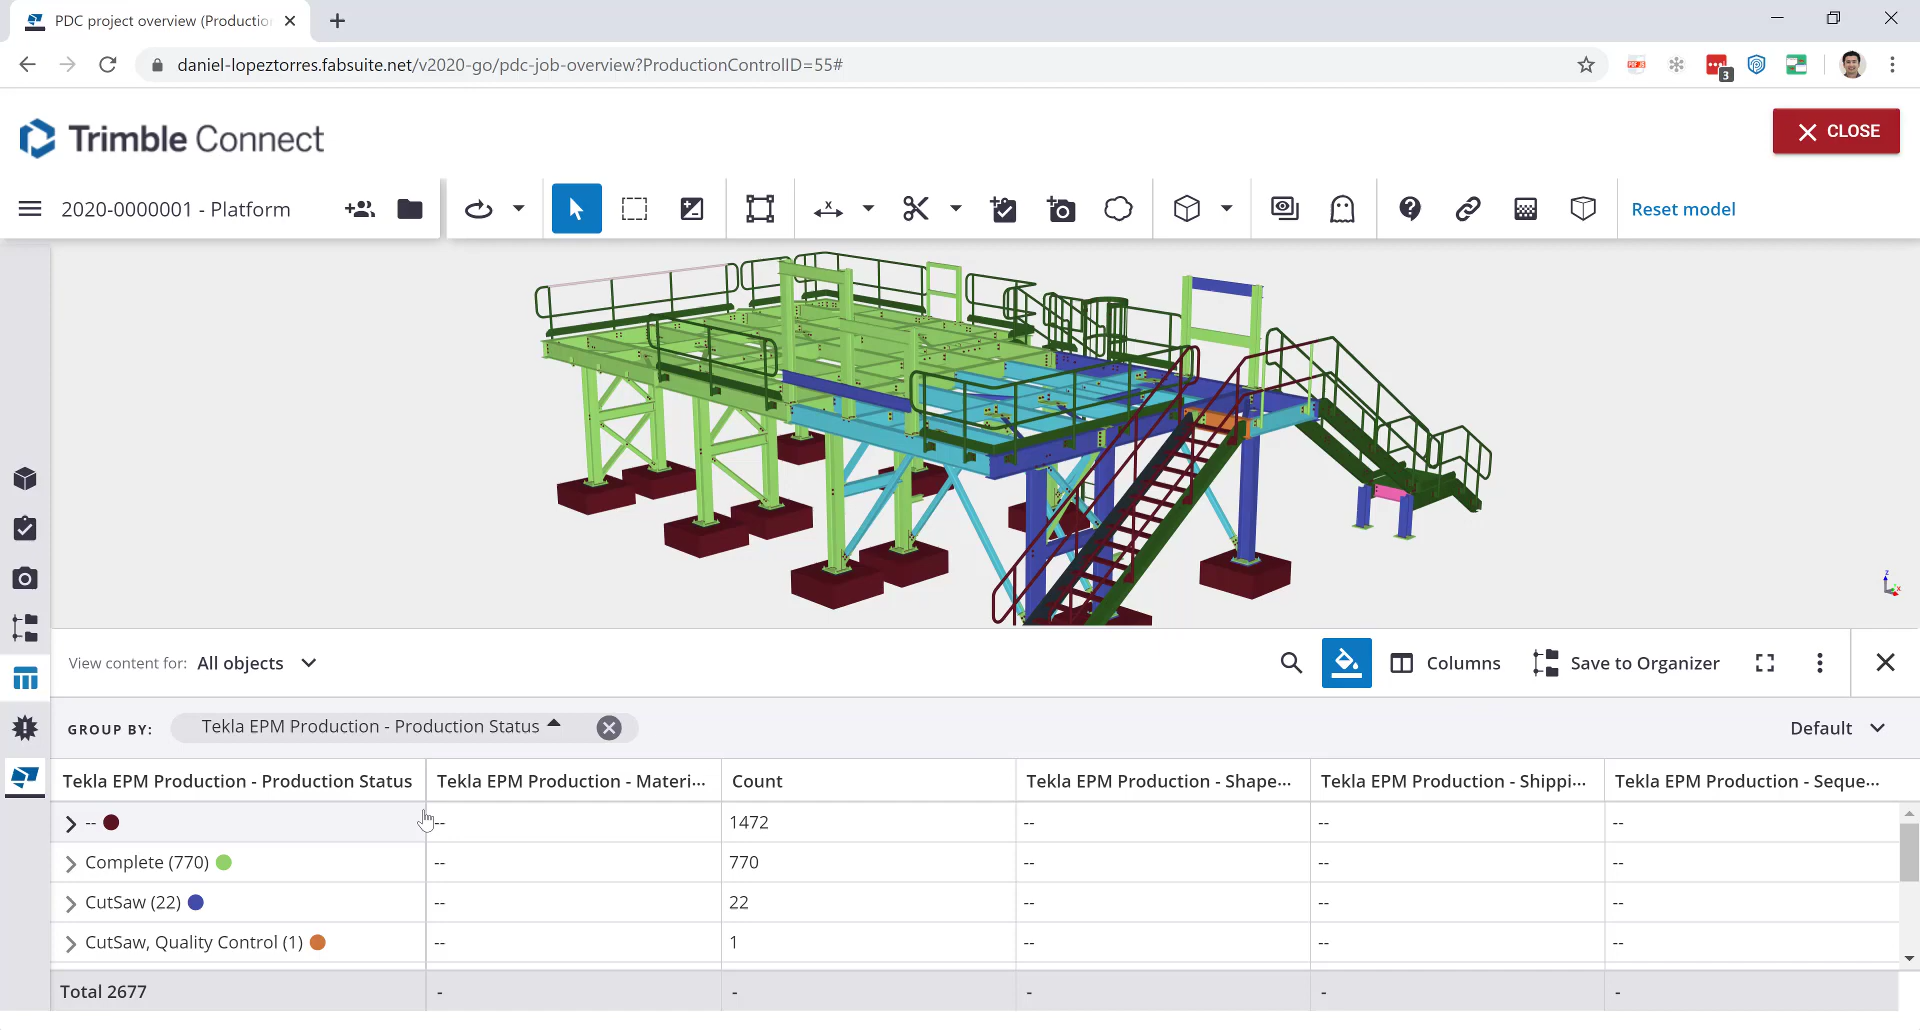 PDC project overview (Productio
daniel-lopeztorres.fabsuite.net/v2020-go/pdc-job-overview?ProductionControlID=55#
3
Trimble Connect
CLOSE
2020-0000001 - Platform
Reset model
View content for: All objects
Columns
Save to Organizer
GROUP BY: Tekla EPM Production - Production Status
Default
Tekla EPM Production - Production Status Tekla EPM Production - Materi... Count Tekla EPM Production - Shape... Tekla EPM Production - Shippi... Tekla EPM Production - Seque...
-- -- 1472 -- -- --
Complete (770) -- 770 -- -- --
CutSaw (22) -- 22 -- -- --
CutSaw, Quality Control (1) -- 1 -- -- --
Total 2677 - - - - -